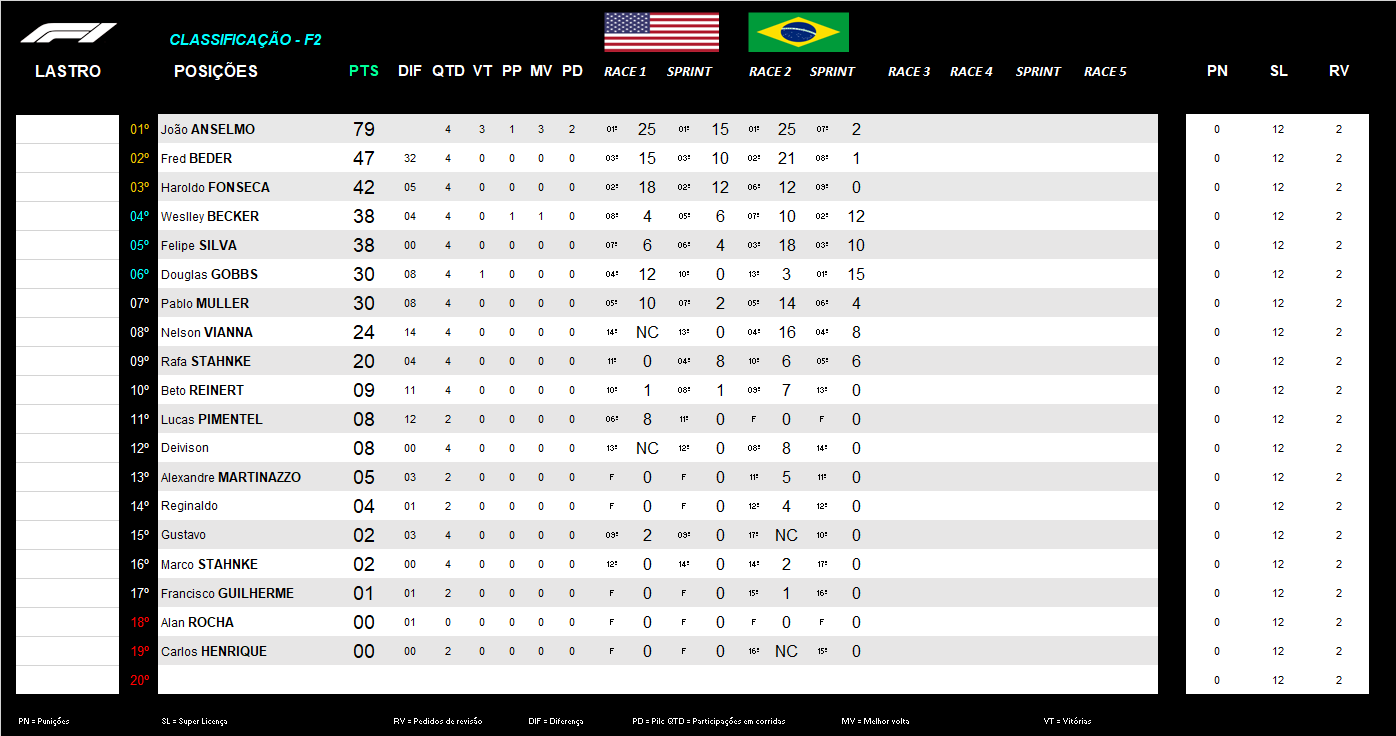 F1
CLASSIFICAÇÃO - F2
LASTRO POSIÇÕES PTS DIF QTD VT PP MV PD RACE 1 SPRINT RACE 2 SPRINT RACE 3 RACE 4 SPRINT RACE 5 PN SL RV
01º João ANSELMO 79 4 3 1 3 2 01º 25 01º 15 01º 25 07º 2 0 12 2
02º Fred BEDER 47 32 4 0 0 0 0 03º 15 03º 10 02º 21 08º 1 0 12 2
03º Haroldo FONSECA 42 05 4 0 0 0 0 02º 18 02º 12 06º 12 09º 0 0 12 2
04º Weslley BECKER 38 04 4 0 1 1 0 08º 4 05º 6 07º 10 02º 12 0 12 2
05º Felipe SILVA 38 00 4 0 0 0 0 07º 6 06º 4 03º 18 03º 10 0 12 2
06º Douglas GOBBS 30 08 4 1 0 0 0 04º 12 10º 0 13º 3 01º 15 0 12 2
07º Pablo MULLER 30 08 4 0 0 0 0 05º 10 07º 2 05º 14 06º 4 0 12 2
08º Nelson VIANNA 24 14 4 0 0 0 0 14º NC 13º 0 04º 16 04º 8 0 12 2
09º Rafa STAHNKE 20 04 4 0 0 0 0 11º 0 04º 8 10º 6 05º 6 0 12 2
10º Beto REINERT 09 11 4 0 0 0 0 10º 1 08º 1 09º 7 13º 0 0 12 2
11º Lucas PIMENTEL 08 12 2 0 0 0 0 06º 8 11º 0 F 0 F 0 0 12 2
12º Deivison 08 00 4 0 0 0 0 13º NC 12º 0 08º 8 14º 0 0 12 2
13º Alexandre MARTINAZZO 05 03 2 0 0 0 0 F 0 F 0 11º 5 11º 0 0 12 2
14º Reginaldo 04 01 2 0 0 0 0 F 0 F 0 12º 4 12º 0 0 12 2
15º Gustavo 02 03 4 0 0 0 0 09º 2 09º 0 17º NC 10º 0 0 12 2
16º Marco STAHNKE 02 00 4 0 0 0 0 12º 0 14º 0 14º 2 17º 0 0 12 2
17º Francisco GUILHERME 01 01 2 0 0 0 0 F 0 F 0 15º 1 16º 0 0 12 2
18º Alan ROCHA 00 01 0 0 0 0 0 F 0 F 0 F 0 F 0 0 12 2
19º Carlos HENRIQUE 00 00 2 0 0 0 0 F 0 F 0 16º NC 15º 0 0 12 2
20º 0 12 2
PN = Punições SL = Super Licença RV = Pedidos de revisão DIF = Diferença PD = Pilo QTD = Participações em corridas MV = Melhor volta VT = Vitórias